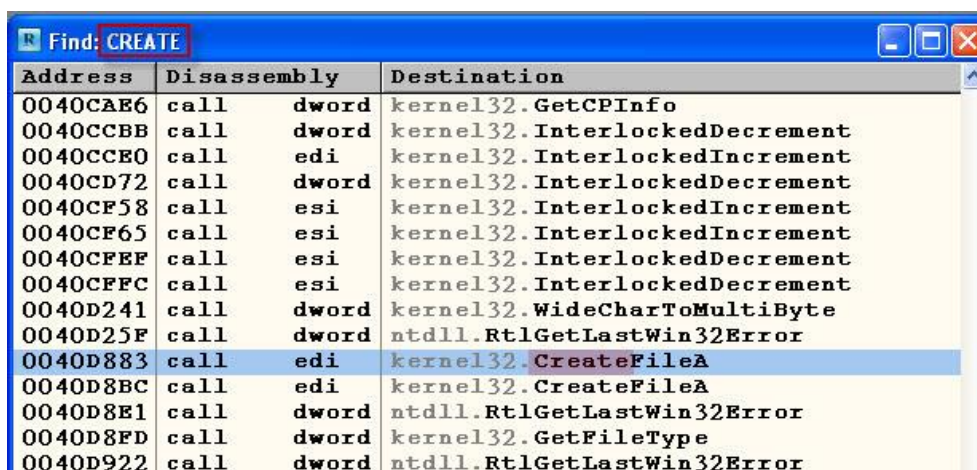 R Find: CREATE
Address Disassembly Destination
0040CAE6 call dword kernel32.GetCPInfo
0040CCBB call dword kernel32.InterlockedDecrement
0040CCE0 call edi kernel32.InterlockedIncrement
0040CD72 call dword kernel32.InterlockedDecrement
0040CF58 call esi kernel32.InterlockedIncrement
0040CF65 call esi kernel32.InterlockedIncrement
0040CFEF call esi kernel32.InterlockedDecrement
0040CFFC call esi kernel32.InterlockedDecrement
0040D241 call dword kernel32.WideCharToMultiByte
0040D25F call dword ntdll.RtlGetLastWin32Error
0040D883 call edi kernel32.CreateFileA
0040D8BC call edi kernel32.CreateFileA
0040D8E1 call dword ntdll.RtlGetLastWin32Error
0040D8FD call dword kernel32.GetFileType
0040D922 call dword ntdll.RtlGetLastWin32Error